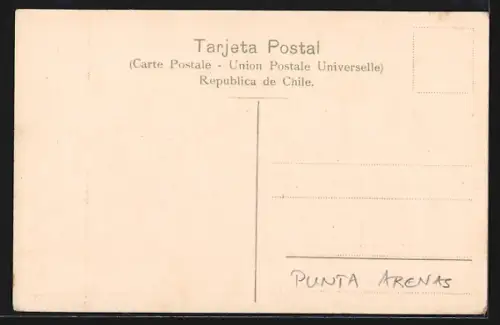 Tarjeta Postal
(Carte Postale - Union Postale Universelle)
Republica de Chile.
PUNTA ARENAS